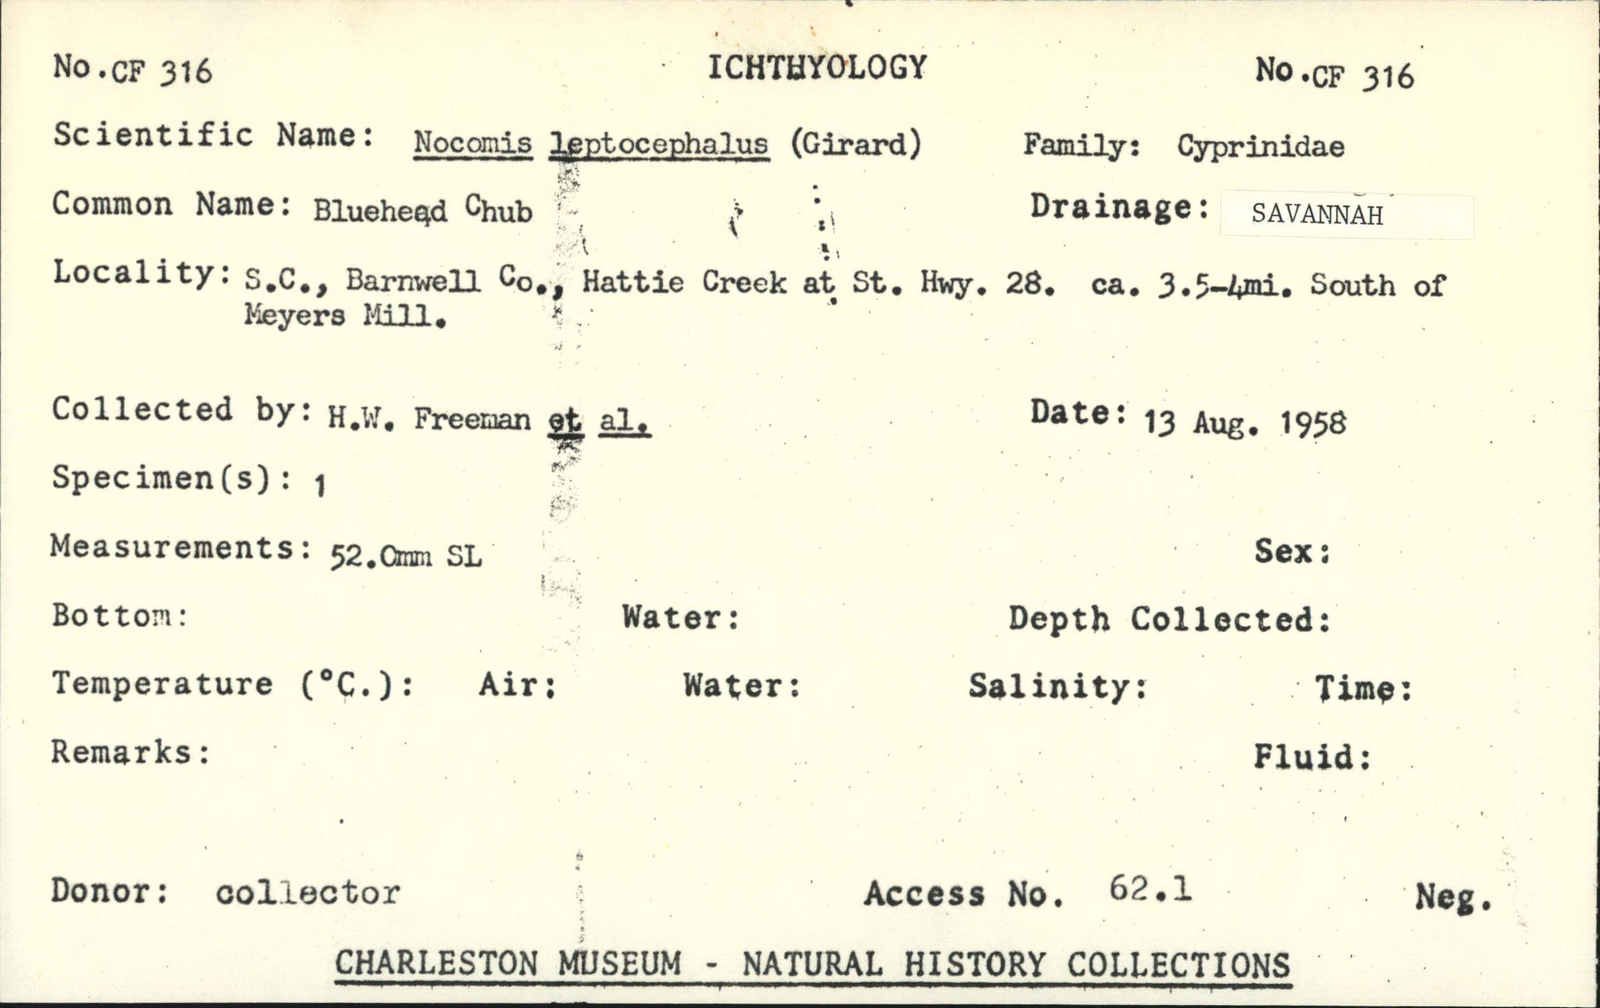 No.CF 316 ICHTHYOLOGY No.CF 316
Scientific Name: Nocomis leptocephalus (Girard) Family: Cyprinidae
Common Name: Bluehead Chub Drainage: SAVANNAH
Locality: S.C., Barnwell Co., Hattie Creek at St. Hwy. 28. ca. 3.5-4mi. South of
Meyers Mill.
Collected by: H.W. Freeman et al. Date: 13 Aug. 1958
Specimen(s): 1
Measurements: 52.0mm SL Sex:
Bottom: Water: Depth Collected:
Temperature (°C.): Air: Water: Salinity: Time:
Remarks: Fluid:
Donor: collector Access No. 62.1 Neg.
CHARLESTON MUSEUM - NATURAL HISTORY COLLECTIONS